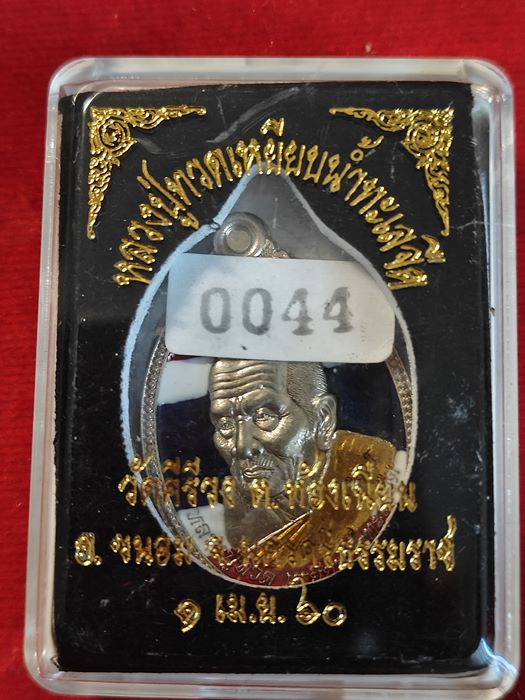 หลวงปู่ทวดเหยียบน้ำทะเลจืด
0044
วัดคีรีวง ต. ท้องเนียน
อ. ขนอม จ. นครศรีธรรมราช
๑ เม.ย. ๖๐